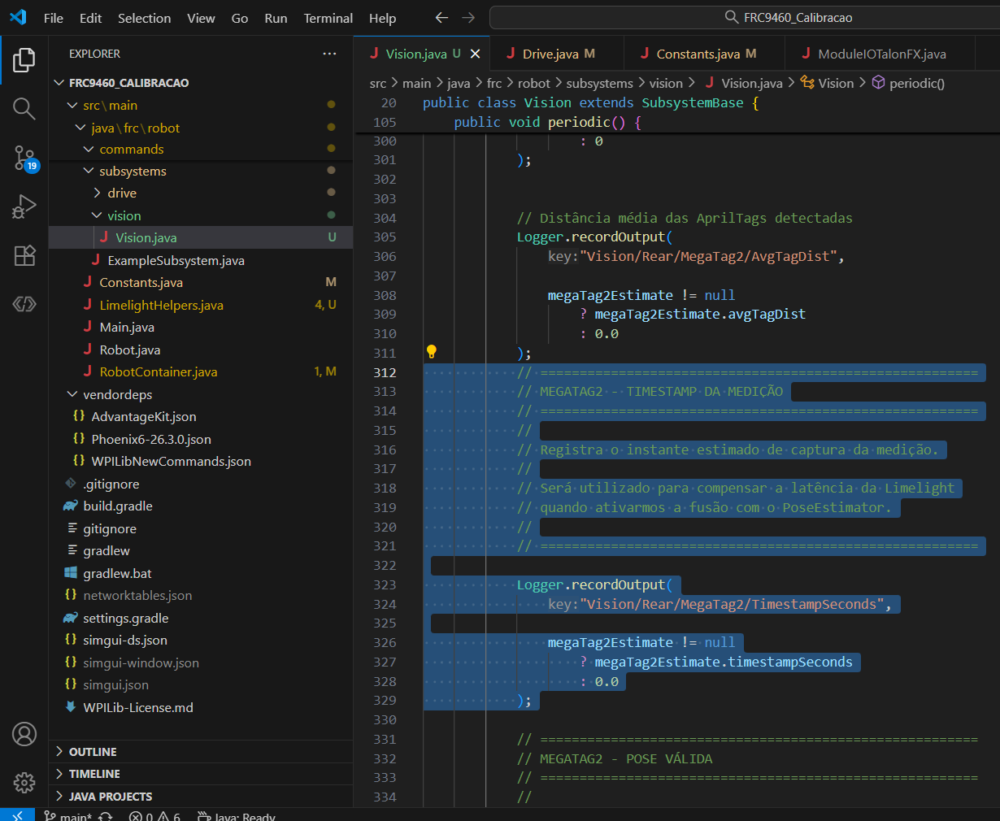 File Edit Selection View Go Run Terminal Help
FRC9460_Calibracao
EXPLORER
Vision.java U
Drive.java M
Constants.java M
ModuleIOTalonFX.java
src > main > java > frc > robot > subsystems > vision > Vision.java > Vision > periodic()
FRC9460_CALIBRACAO
src\main
java\frc\robot
commands
subsystems
drive
vision
Vision.java U
ExampleSubsystem.java
Constants.java M
LimelightHelpers.java 4, U
Main.java
Robot.java
RobotContainer.java 1, M
vendordeps
AdvantageKit.json
Phoenix6-26.3.0.json
WPILibNewCommands.json
.gitignore
build.gradle
gitignore
gradlew
gradlew.bat
networktables.json
settings.gradle
simgui-ds.json
simgui-window.json
simgui.json
WPILib-License.md
OUTLINE
TIMELINE
JAVA PROJECTS
19
20 public class Vision extends SubsystemBase {
105 public void periodic() {
300 : 0
301 );
302
303
304 // Distância média das AprilTags detectadas
305 Logger.recordOutput(
306 key:"Vision/Rear/MegaTag2/AvgTagDist",
307
308 megaTag2Estimate != null
309 ? megaTag2Estimate.avgTagDist
310 : 0.0
311 );
312 // ========================================================
313 // MEGATAG2 - TIMESTAMP DA MEDIÇÃO
314 // ========================================================
315 //
316 // Registra o instante estimado de captura da medição.
317 //
318 // Será utilizado para compensar a latência da Limelight
319 // quando ativarmos a fusão com o PoseEstimator.
320 //
321 // ========================================================
322
323 Logger.recordOutput(
324 key:"Vision/Rear/MegaTag2/TimestampSeconds",
325
326 megaTag2Estimate != null
327 ? megaTag2Estimate.timestampSeconds
328 : 0.0
329 );
330
331 // ========================================================
332 // MEGATAG2 - POSE VÁLIDA
333 // ========================================================
334 //
main* 0 6 Java: Ready